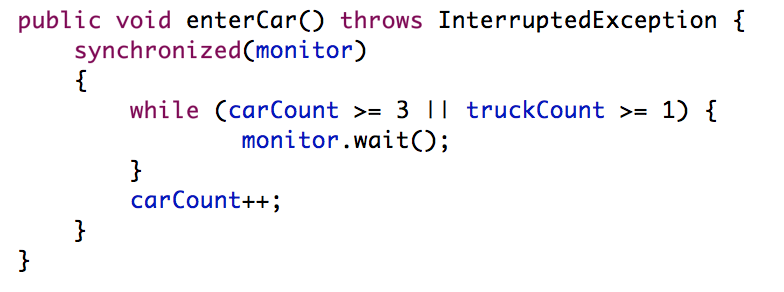 public void enterCar() throws InterruptedException {
    synchronized(monitor)
    {
        while (carCount >= 3 || truckCount >= 1) {
                monitor.wait();
        }
        carCount++;
    }
}